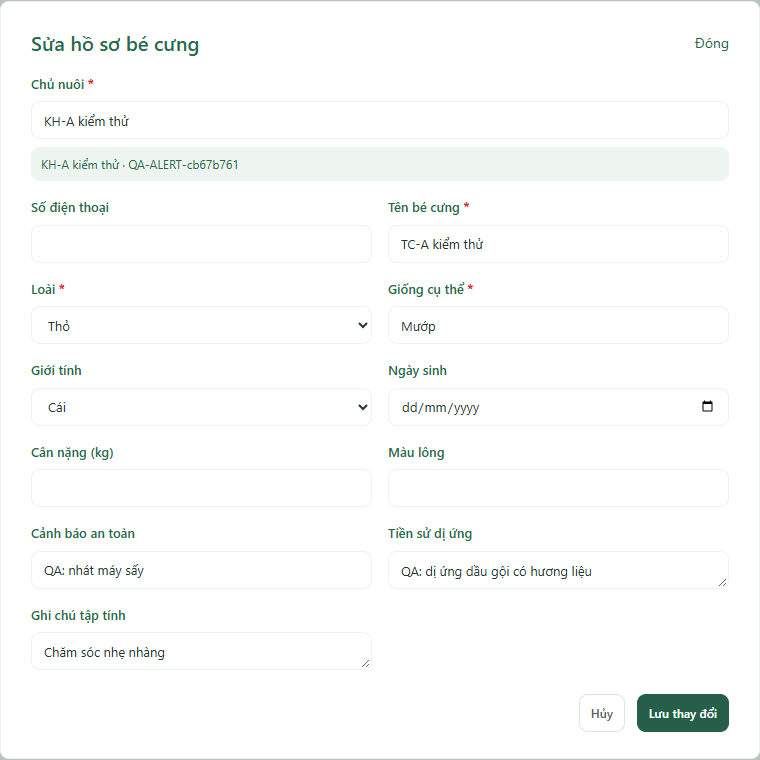 Sửa hồ sơ bé cưng
Đóng
Chủ nuôi *
KH-A kiểm thử
KH-A kiểm thử · QA-ALERT-cb67b761
Số điện thoại
Tên bé cưng *
TC-A kiểm thử
Loài *
Giống cụ thể *
Thỏ
Mướp
Giới tính
Ngày sinh
Cái
dd/mm/yyyy
Cân nặng (kg)
Màu lông
Cảnh báo an toàn
Tiền sử dị ứng
QA: nhát máy sấy
QA: dị ứng dầu gội có hương liệu
Ghi chú tập tính
Chăm sóc nhẹ nhàng
Hủy
Lưu thay đổi